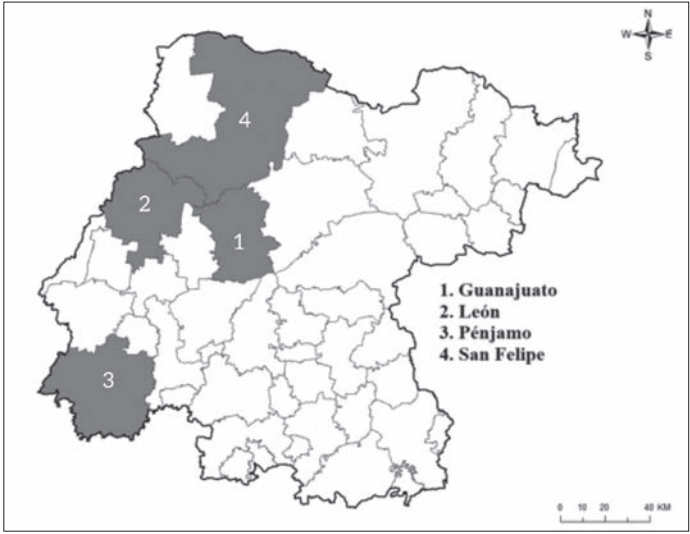 N
W E
S
4
2
1
1. Guanajuato
2. León
3. Pénjamo
4. San Felipe
3
0 10 20 40 KM